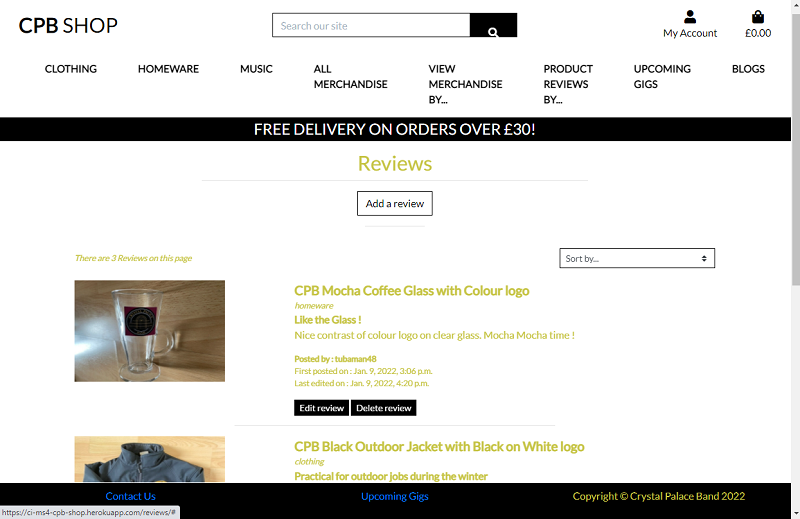 CPB SHOP
Search our site
My Account
£0.00
CLOTHING
HOMEWARE
MUSIC
ALL
MERCHANDISE
VIEW
MERCHANDISE
BY...
PRODUCT
REVIEWS
BY...
UPCOMING
GIGS
BLOGS
FREE DELIVERY ON ORDERS OVER £30!
Reviews
Add a review
There are 3 Reviews on this page
Sort by...
CPB Mocha Coffee Glass with Colour logo
homeware
Like the Glass !
Nice contrast of colour logo on clear glass. Mocha Mocha time !
Posted by : tubaman48
First posted on : Jan. 9, 2022, 3:06 p.m.
Last edited on : Jan. 9, 2022, 4:20 p.m.
Edit review
Delete review
CPB Black Outdoor Jacket with Black on White logo
clothing
Practical for outdoor jobs during the winter
Contact Us
Upcoming Gigs
Copyright © Crystal Palace Band 2022
https://ci-ms4-cpb-shop.herokuapp.com/reviews/#